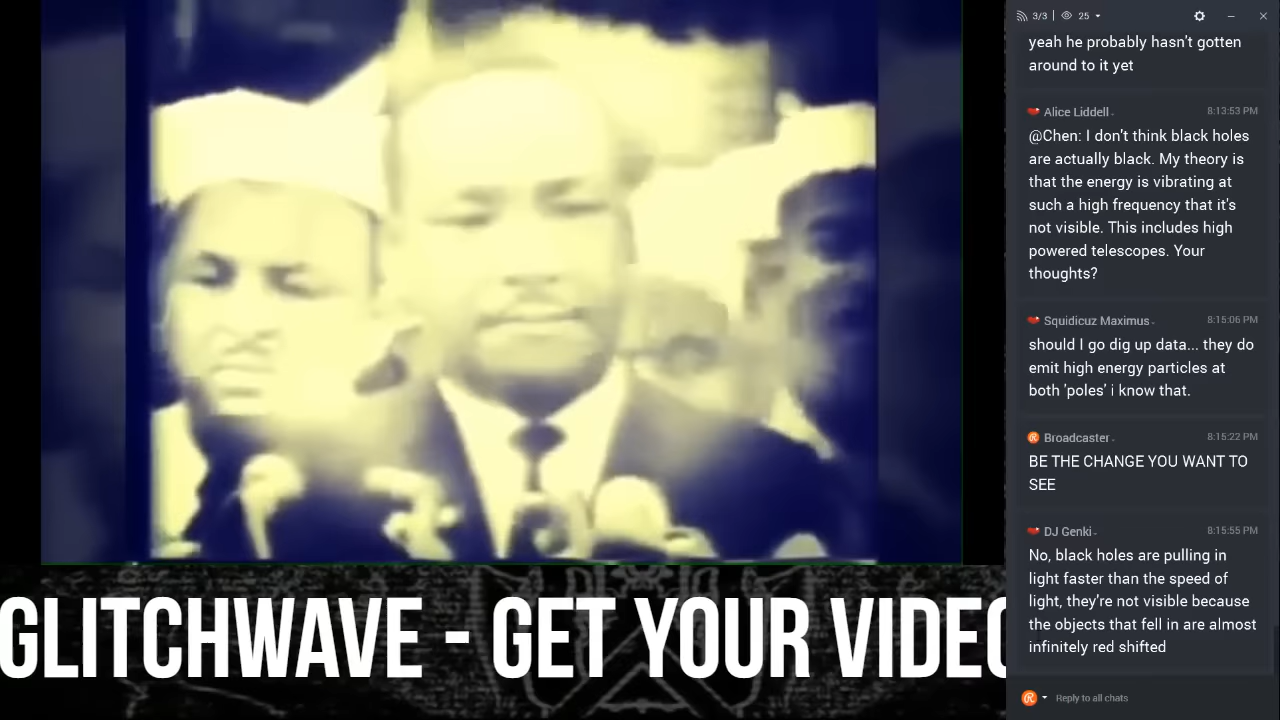 3/3
25
yeah he probably hasn't gotten
around to it yet
Alice Liddell
8:13:53 PM
@Chen: I don't think black holes
are actually black. My theory is
that the energy is vibrating at
such a high frequency that it's
not visible. This includes high
powered telescopes. Your
thoughts?
Squidicuz Maximus
8:15:06 PM
should I go dig up data... they do
emit high energy particles at
both 'poles' i know that.
Broadcaster
8:15:22 PM
BE THE CHANGE YOU WANT TO
SEE
DJ Genki
8:15:55 PM
No, black holes are pulling in
light faster than the speed of
light, they're not visible because
the objects that fell in are almost
infinitely red shifted
Reply to all chats
GLITCHWAVE - GET YOUR VIDEO